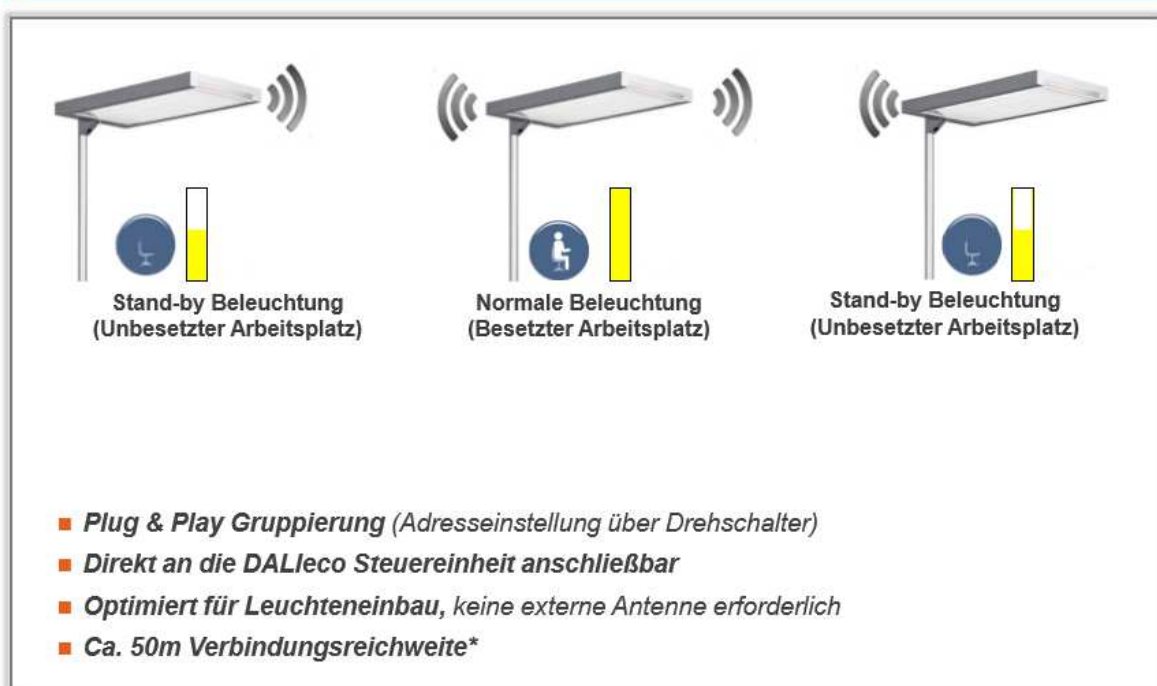 Stand-by Beleuchtung
(Unbesetzter Arbeitsplatz)
Normale Beleuchtung
(Besetzter Arbeitsplatz)
Stand-by Beleuchtung
(Unbesetzter Arbeitsplatz)
Plug & Play Gruppierung (Adresseinstellung über Drehschalter)
Direkt an die DALIeco Steuereinheit anschließbar
Optimiert für Leuchteneinbau, keine externe Antenne erforderlich
Ca. 50m Verbindungsreichweite*